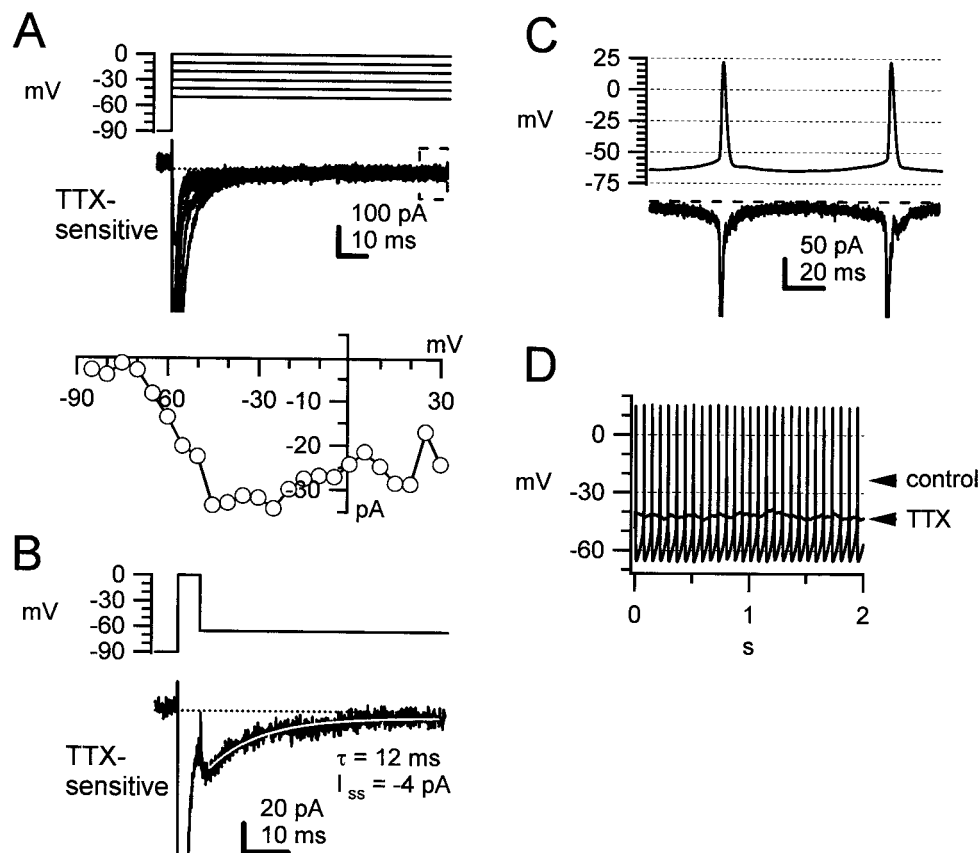 A
0
-30
-60
-90
mV
TTX-
sensitive
100 pA
10 ms
mV
-90
-60
-30
30
-10
-20
-30
pA
B
0
-30
-60
-90
mV
TTX-
sensitive
τ = 12 ms
I ss = -4 pA
20 pA
10 ms
C
25
0
-25
-50
-75
mV
50 pA
20 ms
D
0
-30
-60
mV
control
TTX
0
1
2
s